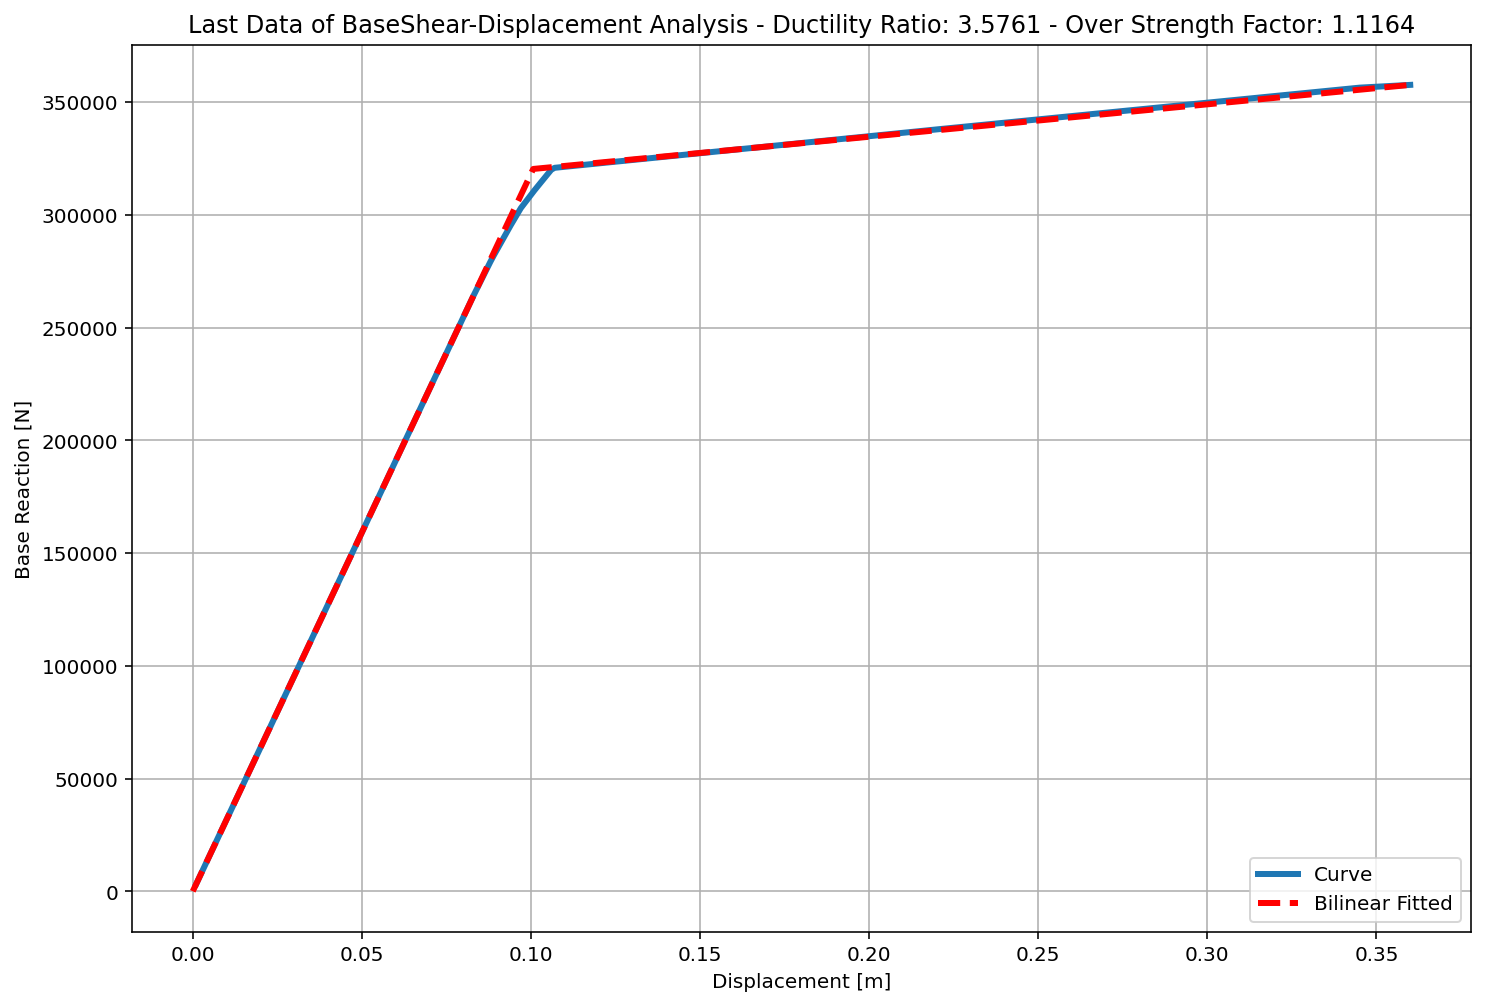 Last Data of BaseShear-Displacement Analysis - Ductility Ratio: 3.5761 - Over Strength Factor: 1.1164
350000
300000
250000
200000
150000
100000
50000
0
Base Reaction [N]
Curve
Bilinear Fitted
0.00 0.05 0.10 0.15 0.20 0.25 0.30 0.35
Displacement [m]